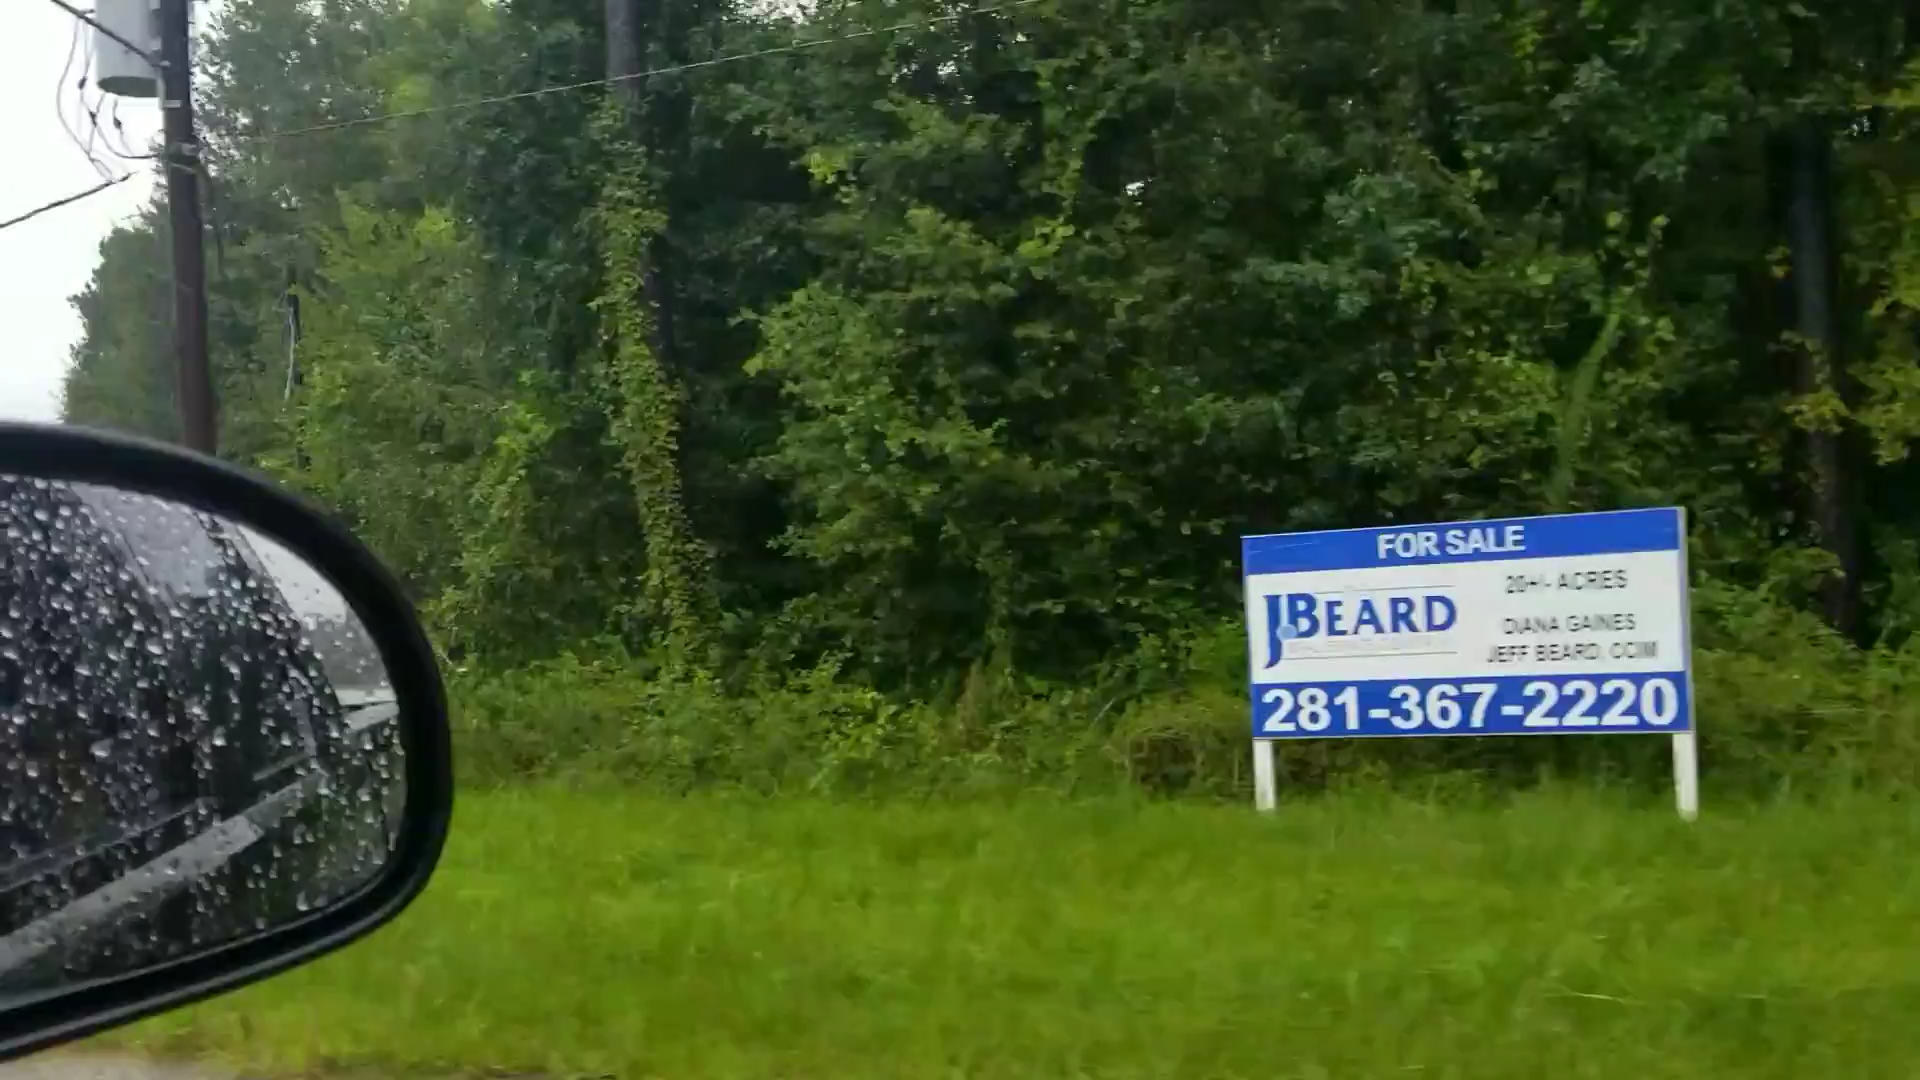 FOR SALE
JBEARD
20+/- ACRES
DIANA GAINES
JEFF BEARD, CCIM
281-367-2220